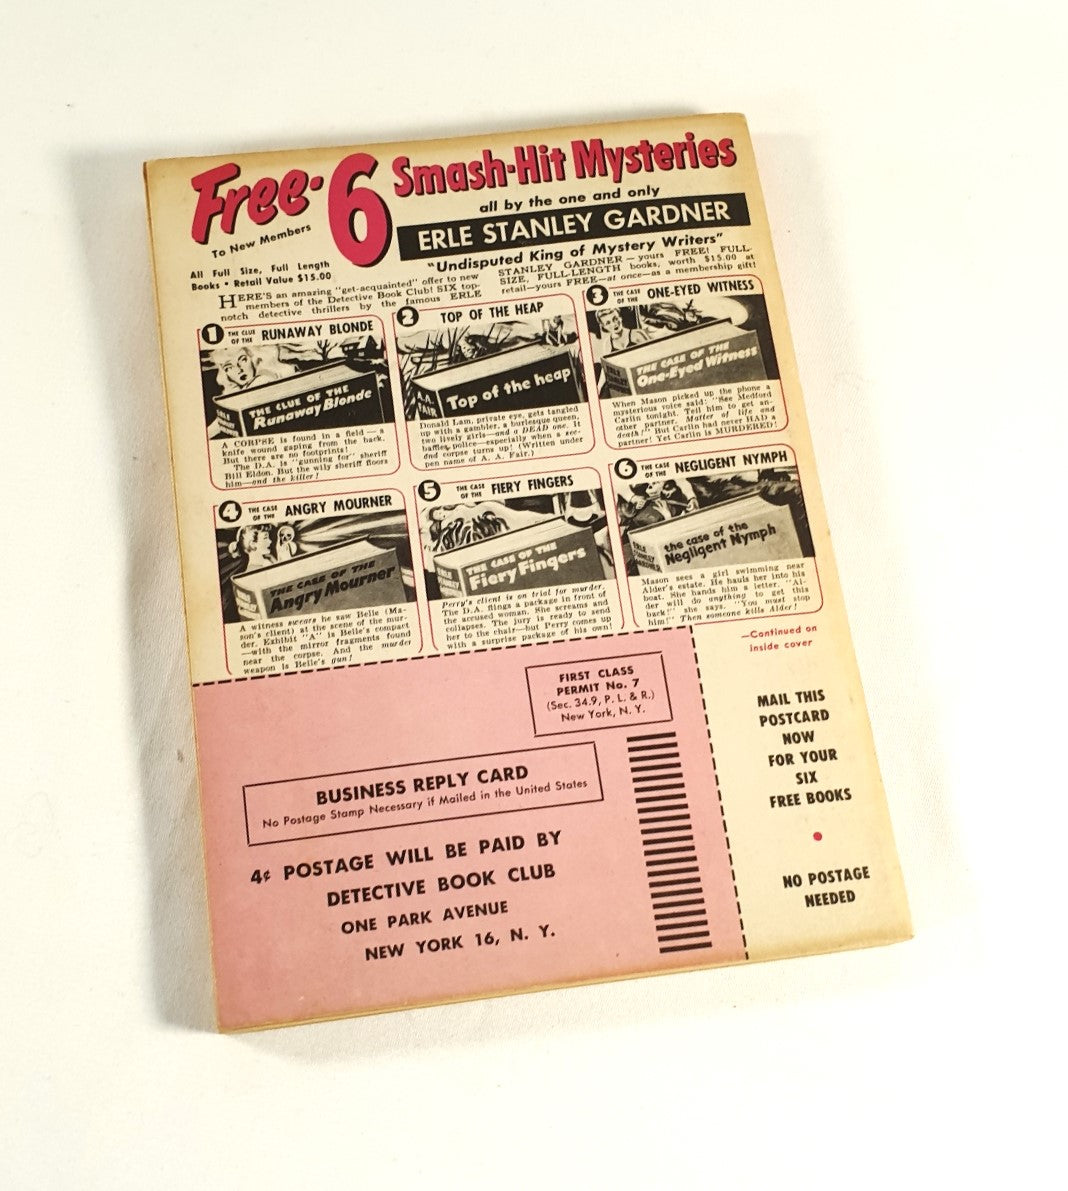 Free-6 Smash-Hit Mysteries
To New Members
all by the one and only
ERLE STANLEY GARDNER
"Undisputed King of Mystery Writers"
All Full Size, Full Length
Books • Retail Value $15.00
HERE'S an amazing "get-acquainted" offer to new
members of the Detective Book Club! SIX top-
notch detective thrillers by the famous ERLE
STANLEY GARDNER — yours FREE! FULL-
SIZE, FULL-LENGTH books, worth $15.00 at
retail—yours FREE—at once—as a membership gift!
1 THE CLUE OF THE RUNAWAY BLONDE
THE CLUE OF THE
Runaway Blonde
A CORPSE is found in a field — a
knife wound gaping from the back.
But there are no footprints!
The D.A. is "gunning for" sheriff
Bill Eldon. But the wily sheriff floors
him—and the killer!
2 TOP OF THE HEAP
A.A.
FAIR
Top of the heap
Donald Lam, private eye, gets tangled
up with a gambler, a burlesque queen,
two lively girls—and a DEAD one. It
baffles police—especially when a sec-
ond corpse turns up! (Written under
pen name of A. A. Fair.)
3 THE CASE OF THE ONE-EYED WITNESS
THE CASE OF THE
One-Eyed Witness
When Mason picked up the phone a
mysterious voice said: "See Medford
Carlin tonight. Tell him to get an-
other partner. Matter of life and
death!" But Carlin had never HAD a
partner! Yet Carlin is MURDERED!
4 THE CASE OF THE ANGRY MOURNER
THE CASE OF THE
Angry Mourner
A witness swears he saw Belle (Ma-
son's client) at the scene of the mur-
der. Exhibit "A" is Belle's compact
—with the mirror fragments found
near the corpse. And the murder
weapon is Belle's gun!
5 THE CASE OF THE FIERY FINGERS
THE CASE OF THE
Fiery Fingers
Perry's client is on trial for murder.
The D.A. flings a package in front of
the accused woman. She screams and
collapses. The jury is ready to send
her to the chair—but Perry comes up
with a surprise package of his own!
6 THE CASE OF THE NEGLIGENT NYMPH
ERLE
STANLEY
GARDNER
the case of the
Negligent Nymph
Mason sees a girl swimming near
Alder's estate. He hauls her into his
boat. She hands him a letter. "Al-
der will do anything to get this
back!" she says. "You must stop
him!" Then someone kills Alder!
—Continued on
inside cover
FIRST CLASS
PERMIT No. 7
(Sec. 34.9, P. L. & R.)
New York, N. Y.
BUSINESS REPLY CARD
No Postage Stamp Necessary if Mailed in the United States
4¢ POSTAGE WILL BE PAID BY
DETECTIVE BOOK CLUB
ONE PARK AVENUE
NEW YORK 16, N. Y.
MAIL THIS
POSTCARD
NOW
FOR YOUR
SIX
FREE BOOKS
•
NO POSTAGE
NEEDED